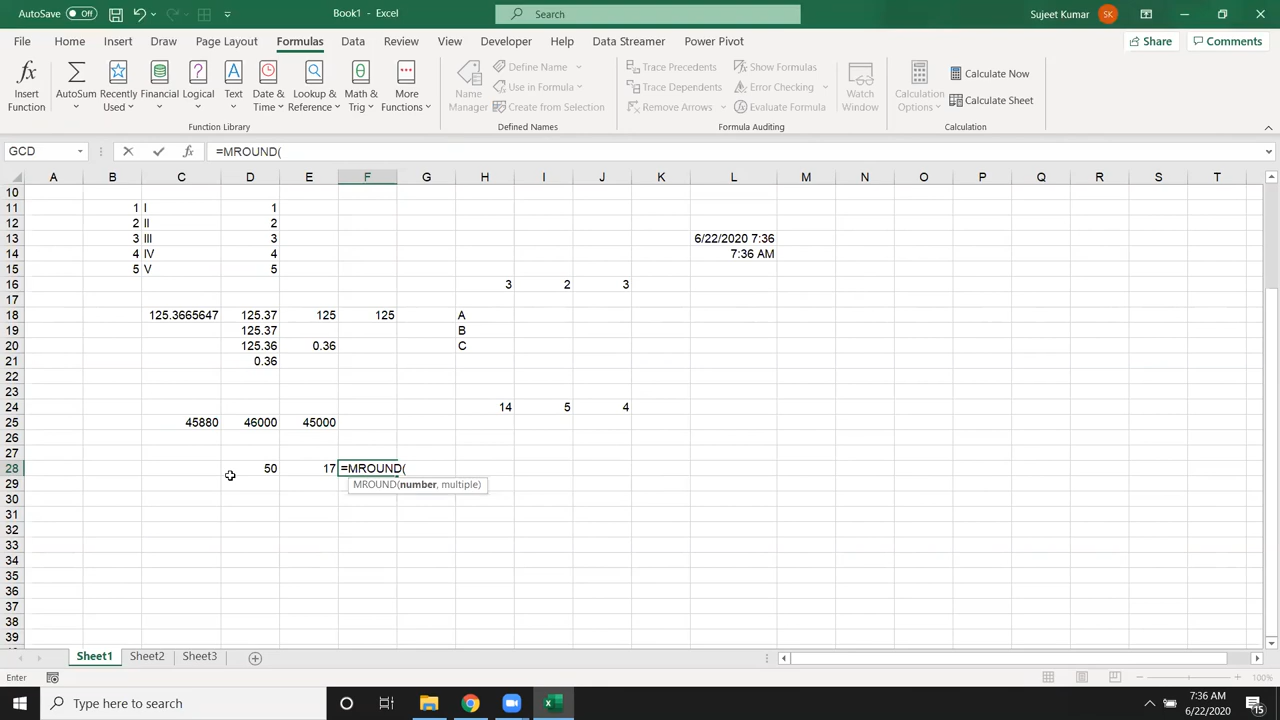 AutoSave Off Book1 - Excel Search Sujeet Kumar SK
File Home Insert Draw Page Layout Formulas Data Review View Developer Help Data Streamer Power Pivot Share Comments
Insert Function
AutoSum
Recently Used
Financial
Logical
Text
Date & Time
Lookup & Reference
Math & Trig
More Functions
Function Library
Name Manager
Define Name
Use in Formula
Create from Selection
Defined Names
Trace Precedents
Trace Dependents
Remove Arrows
Show Formulas
Error Checking
Evaluate Formula
Formula Auditing
Watch Window
Calculation Options
Calculate Now
Calculate Sheet
Calculation
GCD fx =MROUND(
A B C D E F G H I J K L M N O P Q R S T
10
11 1 I 1
12 2 II 2
13 3 III 3 6/22/2020 7:36
14 4 IV 4 7:36 AM
15 5 V 5
16 3 2 3
17
18 125.3665647 125.37 125 125 A
19 125.37 B
20 125.36 0.36 C
21 0.36
22
23
24 14 5 4
25 45880 46000 45000
26
27
28 50 17 =MROUND(
29 MROUND(number, multiple)
30
31
32
33
34
35
36
37
38
39
Sheet1 Sheet2 Sheet3
Enter 100%
Type here to search 7:36 AM
6/22/2020
15